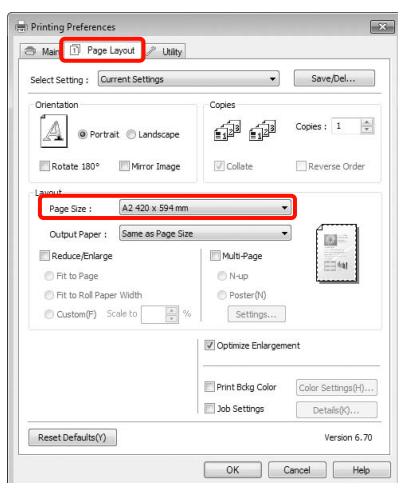 Printing Preferences
Main Page Layout Utility
Select Setting : Current Settings Save/Del...
Orientation Copies
Portrait Landscape Copies : 1
Rotate 180° Mirror Image Collate Reverse Order
Layout
Page Size : A2 420 x 594 mm
Output Paper : Same as Page Size
Reduce/Enlarge Multi-Page
Fit to Page N-up
Fit to Roll Paper Width Poster(N)
Custom(F) Scale to % Settings...
Optimize Enlargement
Print Bckg Color Color Settings(H)...
Job Settings Details(K)...
Reset Defaults(Y) Version 6.70
OK Cancel Help